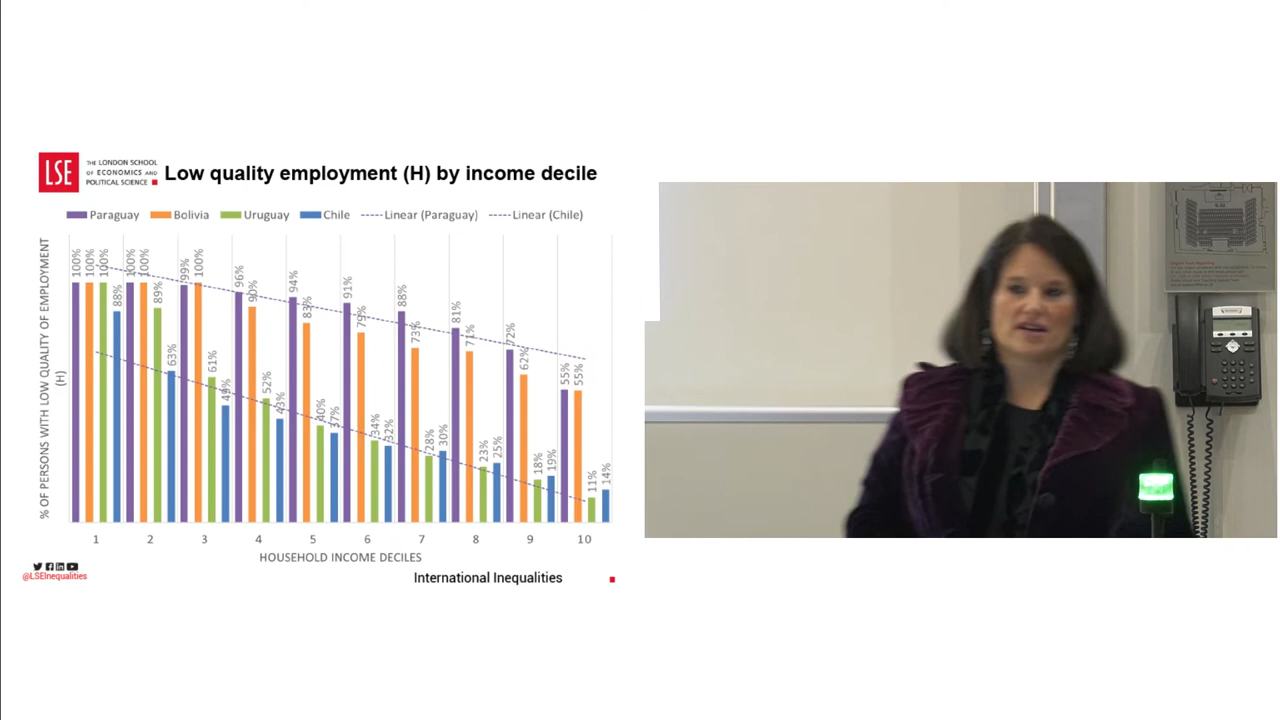 LSE
THE LONDON SCHOOL
OF ECONOMICS AND
POLITICAL SCIENCE
Low quality employment (H) by income decile
Paraguay Bolivia Uruguay Chile Linear (Paraguay) Linear (Chile)
% OF PERSONS WITH LOW QUALITY OF EMPLOYMENT
(H)
100% 100% 100% 88%
100% 100% 89% 63%
99% 100% 61% 49%
96% 90% 52% 43%
94% 83% 40% 37%
91% 79% 34% 32%
88% 73% 28% 30%
81% 71% 23% 25%
72% 62% 18% 19%
55% 55% 11% 14%
1 2 3 4 5 6 7 8 9 10
HOUSEHOLD INCOME DECILES
@LSEInequalities
International Inequalities